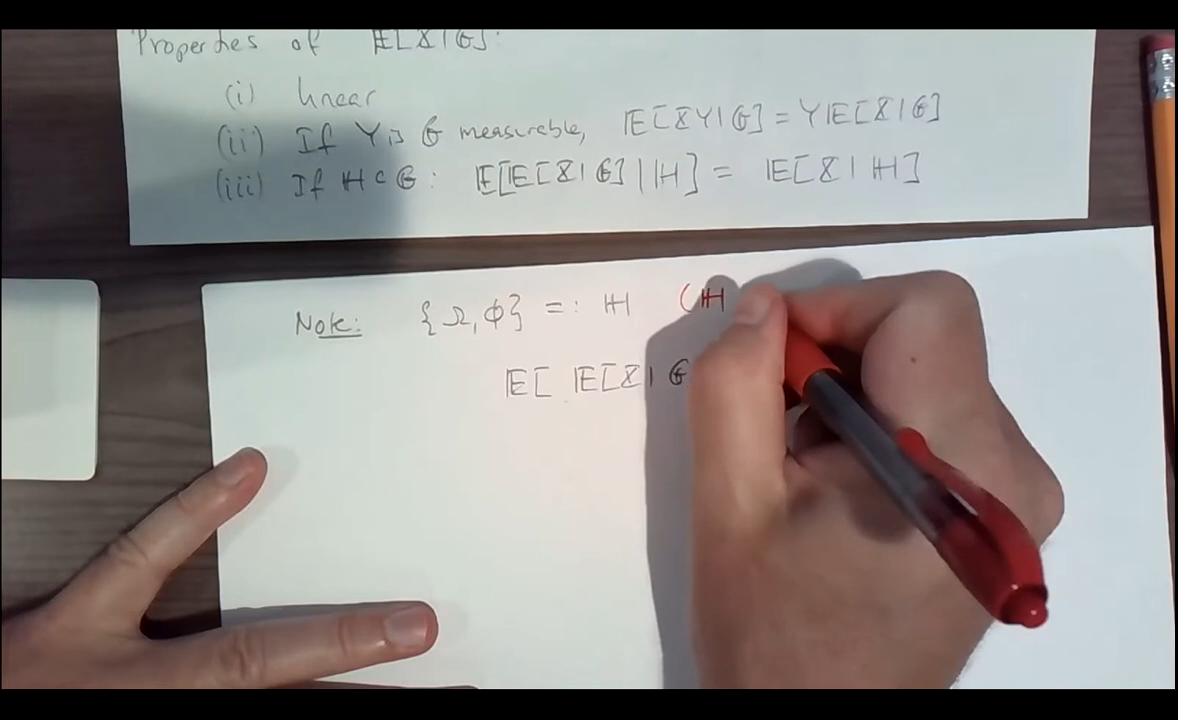 Properties of 𝔼[X|𝔾]:
(i) linear
(ii) If Y is 𝔾 measurable, 𝔼[XY|𝔾] = Y𝔼[X|𝔾]
(iii) If ℍ⊂𝔾: 𝔼[𝔼[X|𝔾]|ℍ] = 𝔼[X|ℍ]
Note: {Ω,ϕ} =: ℍ (ℍ
𝔼[ 𝔼[X|𝔾